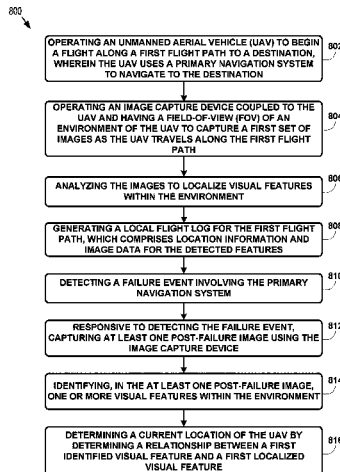 800
OPERATING AN UNMANNED AERIAL VEHICLE (UAV) TO BEGIN
A FLIGHT ALONG A FIRST FLIGHT PATH TO A DESTINATION,
WHEREIN THE UAV USES A PRIMARY NAVIGATION SYSTEM
TO NAVIGATE TO THE DESTINATION
802
OPERATING AN IMAGE CAPTURE DEVICE COUPLED TO THE
UAV AND HAVING A FIELD-OF-VIEW (FOV) OF AN
ENVIRONMENT OF THE UAV TO CAPTURE A FIRST SET OF
IMAGES AS THE UAV TRAVELS ALONG THE FIRST FLIGHT
PATH
804
ANALYZING THE IMAGES TO LOCALIZE VISUAL FEATURES
WITHIN THE ENVIRONMENT
806
GENERATING A LOCAL FLIGHT LOG FOR THE FIRST FLIGHT
PATH, WHICH COMPRISES LOCATION INFORMATION AND
IMAGE DATA FOR THE DETECTED FEATURES
808
DETECTING A FAILURE EVENT INVOLVING THE PRIMARY
NAVIGATION SYSTEM
810
RESPONSIVE TO DETECTING THE FAILURE EVENT,
CAPTURING AT LEAST ONE POST-FAILURE IMAGE USING THE
IMAGE CAPTURE DEVICE
812
IDENTIFYING, IN THE AT LEAST ONE POST-FAILURE IMAGE,
ONE OR MORE VISUAL FEATURES WITHIN THE ENVIRONMENT
814
DETERMINING A CURRENT LOCATION OF THE UAV BY
DETERMINING A RELATIONSHIP BETWEEN A FIRST
IDENTIFIED VISUAL FEATURE AND A FIRST LOCALIZED
VISUAL FEATURE
816